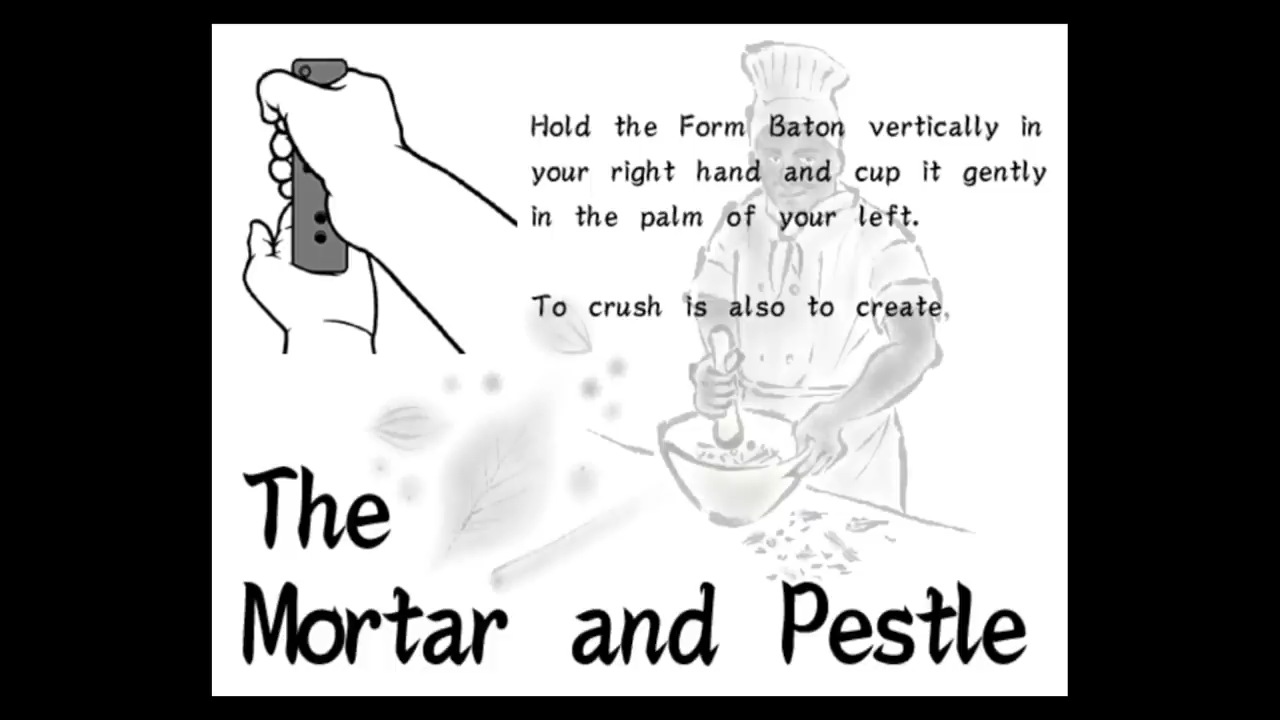 Hold the Form Baton vertically in
your right hand and cup it gently
in the palm of your left.
To crush is also to create,
The
Mortar and Pestle